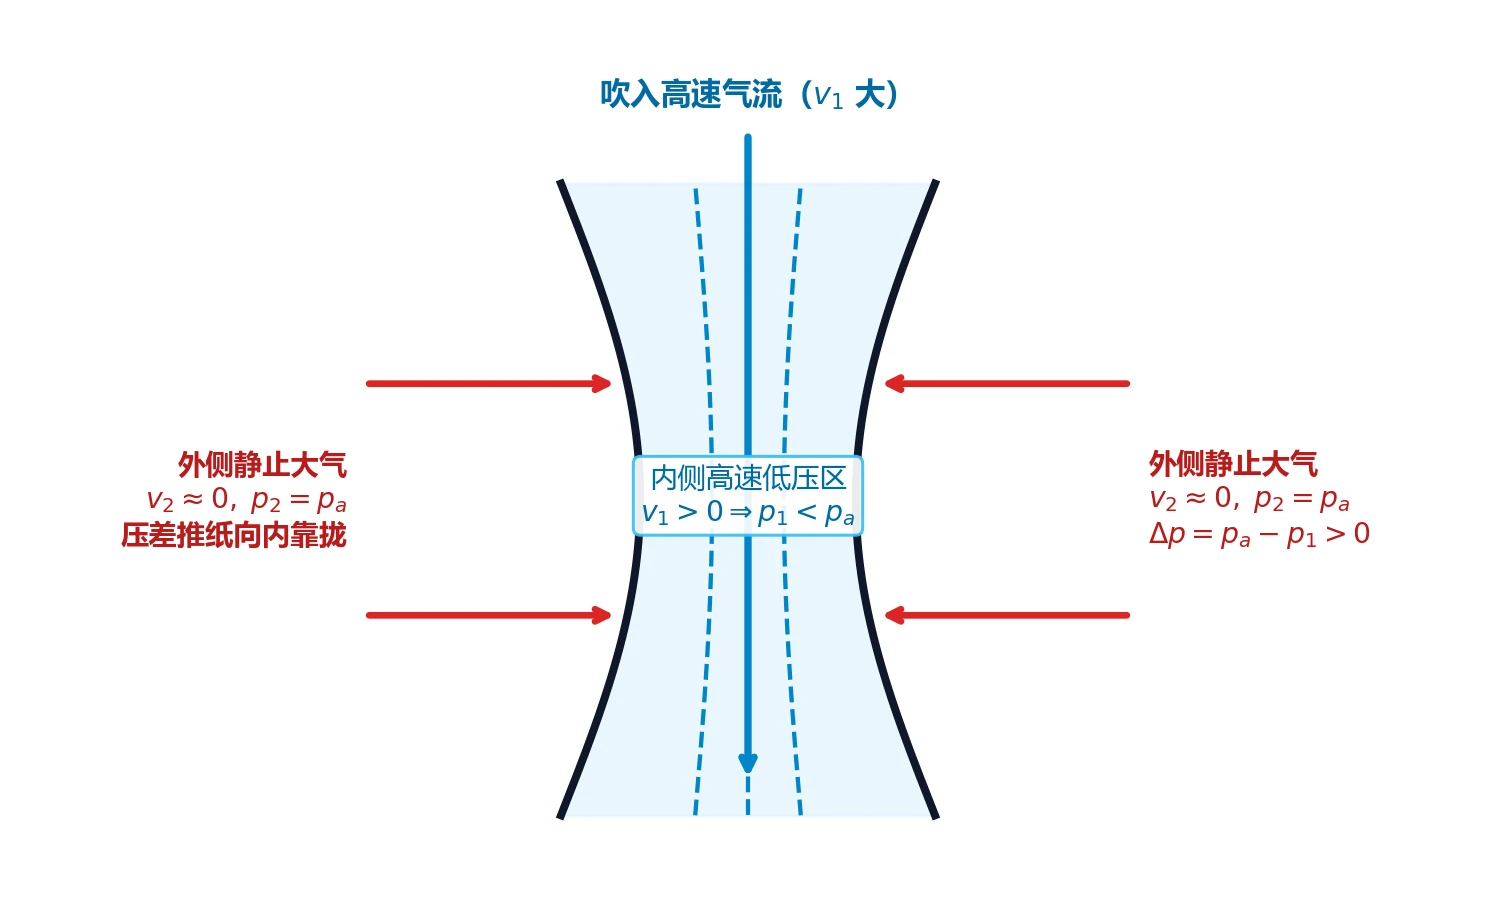 吹入高速气流（v₁ 大）
外侧静止大气
v₂ ≈ 0, p₂ = pₐ
压差推纸向内靠拢
内侧高速低压区
v₁ > 0 ⇒ p₁ < pₐ
外侧静止大气
v₂ ≈ 0, p₂ = pₐ
Δp = pₐ − p₁ > 0